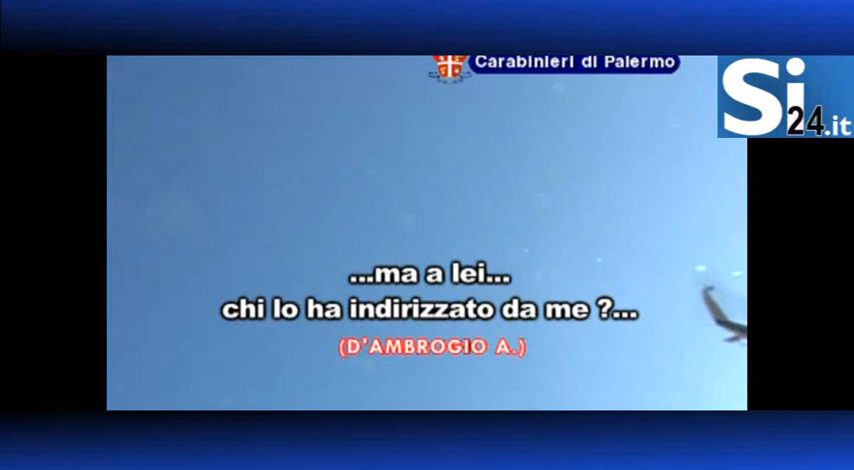 Carabinieri di Palermo
Si
24.it
...ma a lei...
chi lo ha indirizzato da me ?...
(D'AMBROGIO A.)